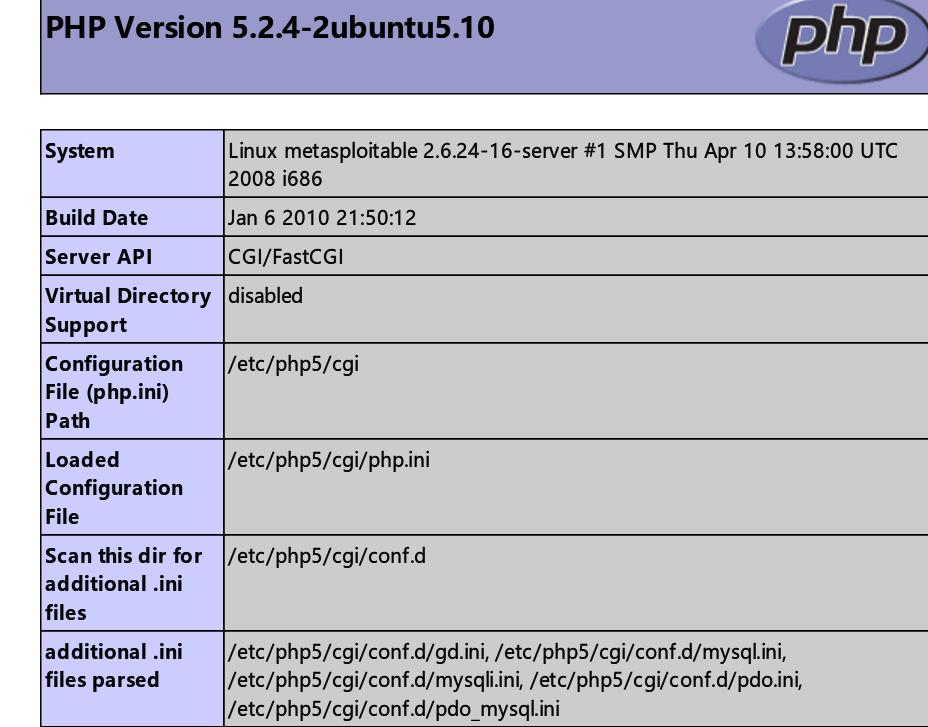 PHP Version 5.2.4-2ubuntu5.10
php
System
Linux metasploitable 2.6.24-16-server #1 SMP Thu Apr 10 13:58:00 UTC
2008 i686
Build Date
Jan 6 2010 21:50:12
Server API
CGI/FastCGI
Virtual Directory
Support
disabled
Configuration
File (php.ini)
Path
/etc/php5/cgi
Loaded
Configuration
File
/etc/php5/cgi/php.ini
Scan this dir for
additional .ini
files
/etc/php5/cgi/conf.d
additional .ini
files parsed
/etc/php5/cgi/conf.d/gd.ini, /etc/php5/cgi/conf.d/mysql.ini,
/etc/php5/cgi/conf.d/mysqli.ini, /etc/php5/cgi/conf.d/pdo.ini,
/etc/php5/cgi/conf.d/pdo_mysql.ini